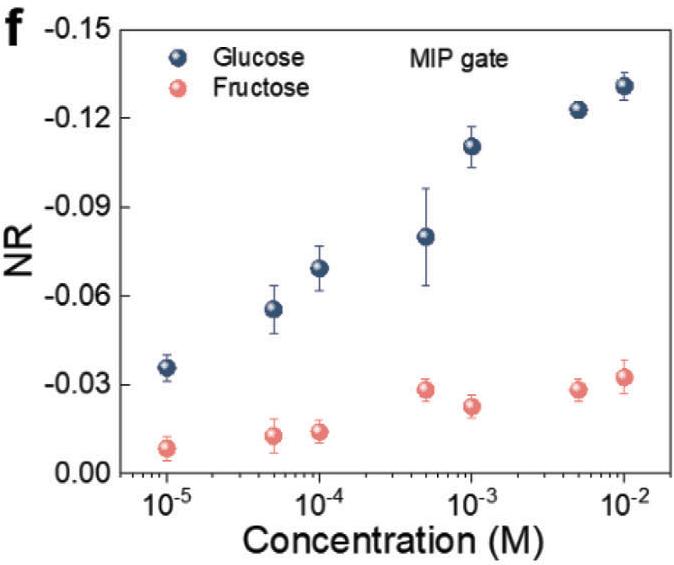 f
-0.15
Glucose
MIP gate
Fructose
-0.12
-0.09
NR
-0.06
-0.03
0.00
10⁻⁵ 10⁻⁴ 10⁻³ 10⁻²
Concentration (M)